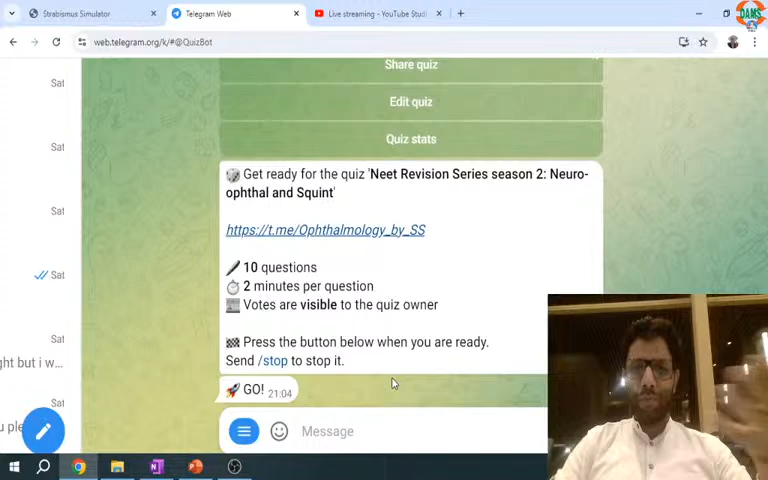 Strabismus Simulator
Telegram Web
Live streaming - YouTube Studi
web.telegram.org/k/#@QuizBot
DAMS
Share quiz
Sat
Edit quiz
Quiz stats
Sat
Get ready for the quiz 'Neet Revision Series season 2: Neuro-
ophthal and Squint'
Sat
https://t.me/Ophthalmology_by_SS
10 questions
Sat
2 minutes per question
Votes are visible to the quiz owner
Sat
Press the button below when you are ready.
ght but i w...
Send /stop to stop it.
GO! 21:04
Sat
Message